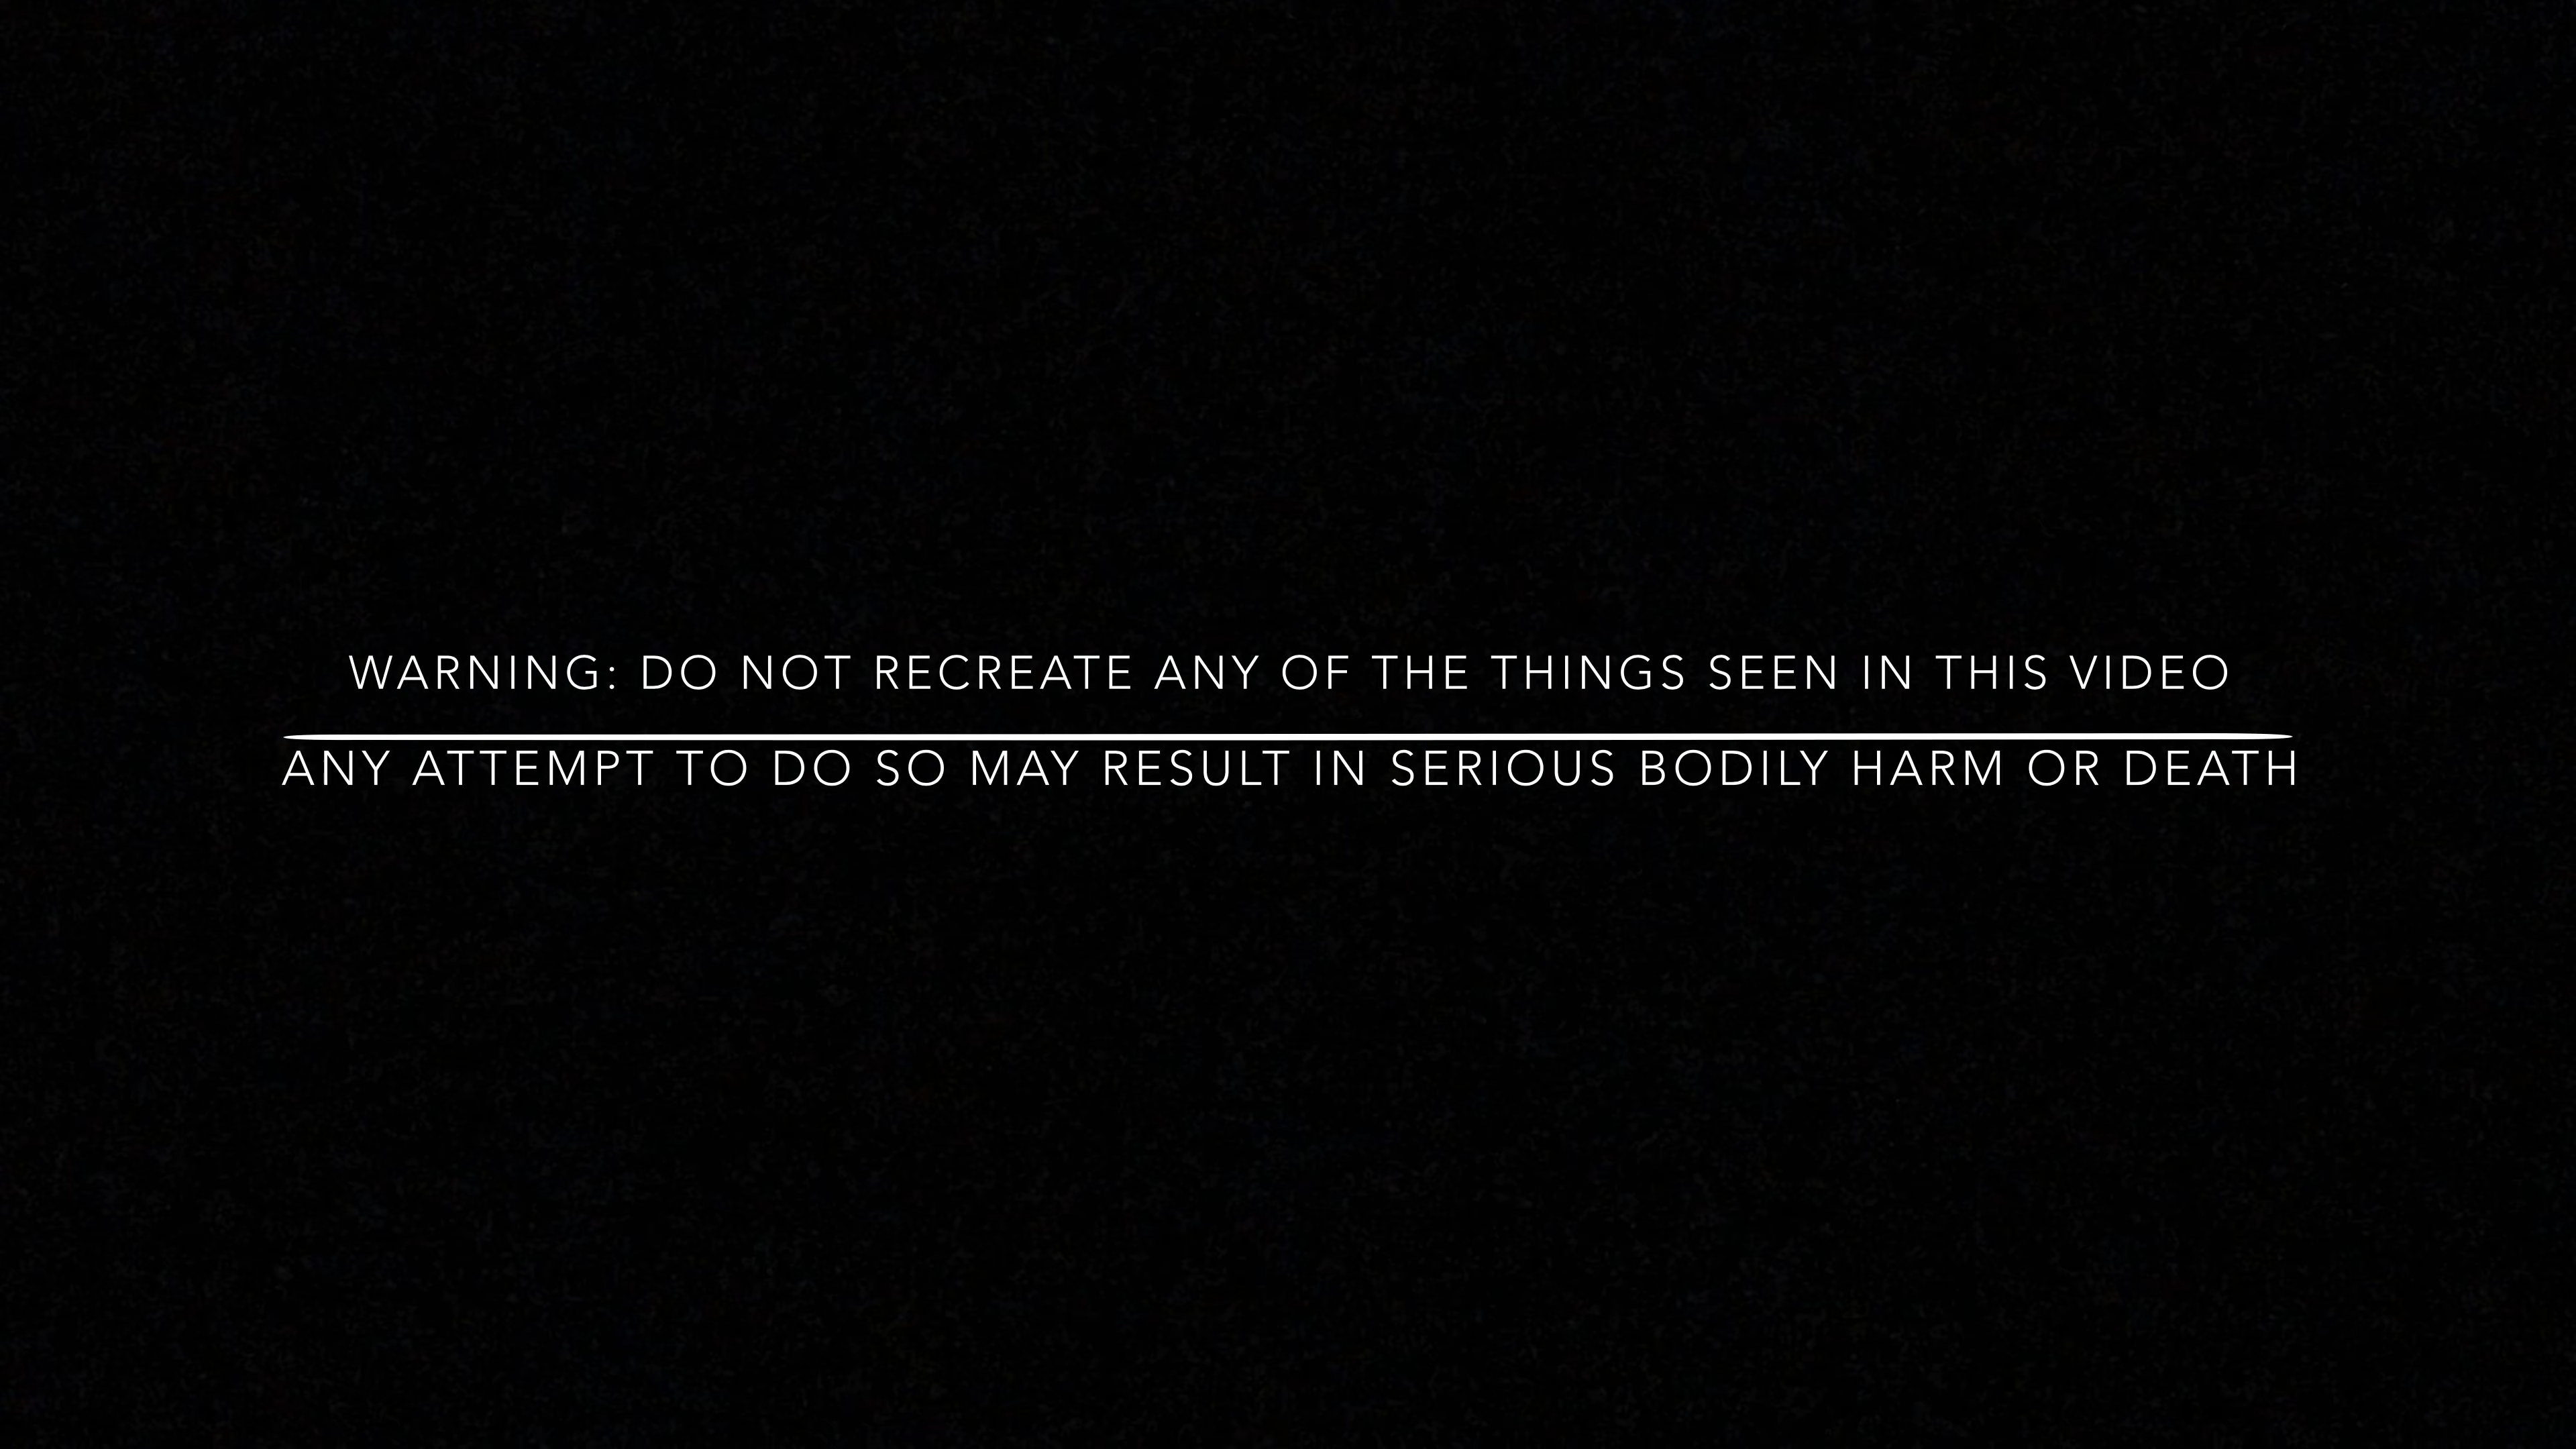 WARNING: DO NOT RECREATE ANY OF THE THINGS SEEN IN THIS VIDEO
ANY ATTEMPT TO DO SO MAY RESULT IN SERIOUS BODILY HARM OR DEATH